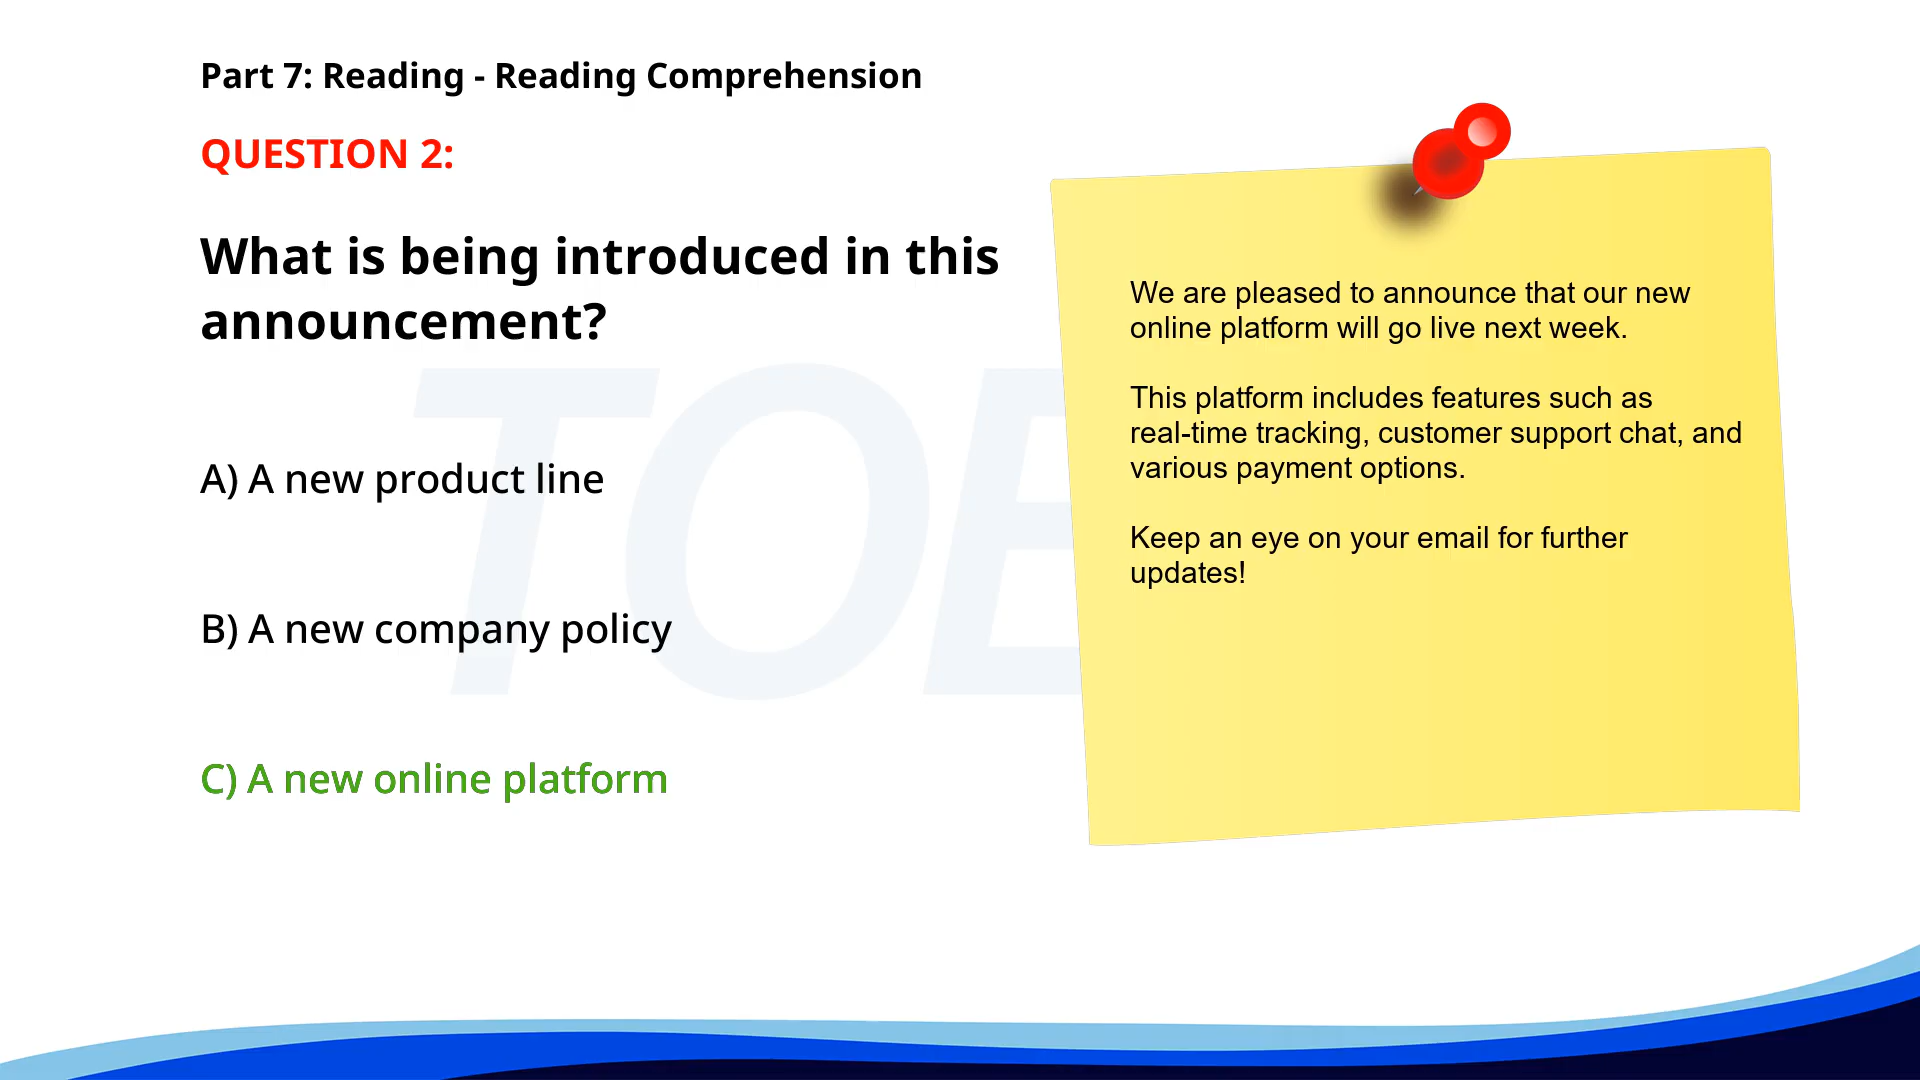 Part 7: Reading - Reading Comprehension
QUESTION 2:
What is being introduced in this
announcement?
A) A new product line
B) A new company policy
C) A new online platform
We are pleased to announce that our new
online platform will go live next week.
This platform includes features such as
real-time tracking, customer support chat, and
various payment options.
Keep an eye on your email for further
updates!